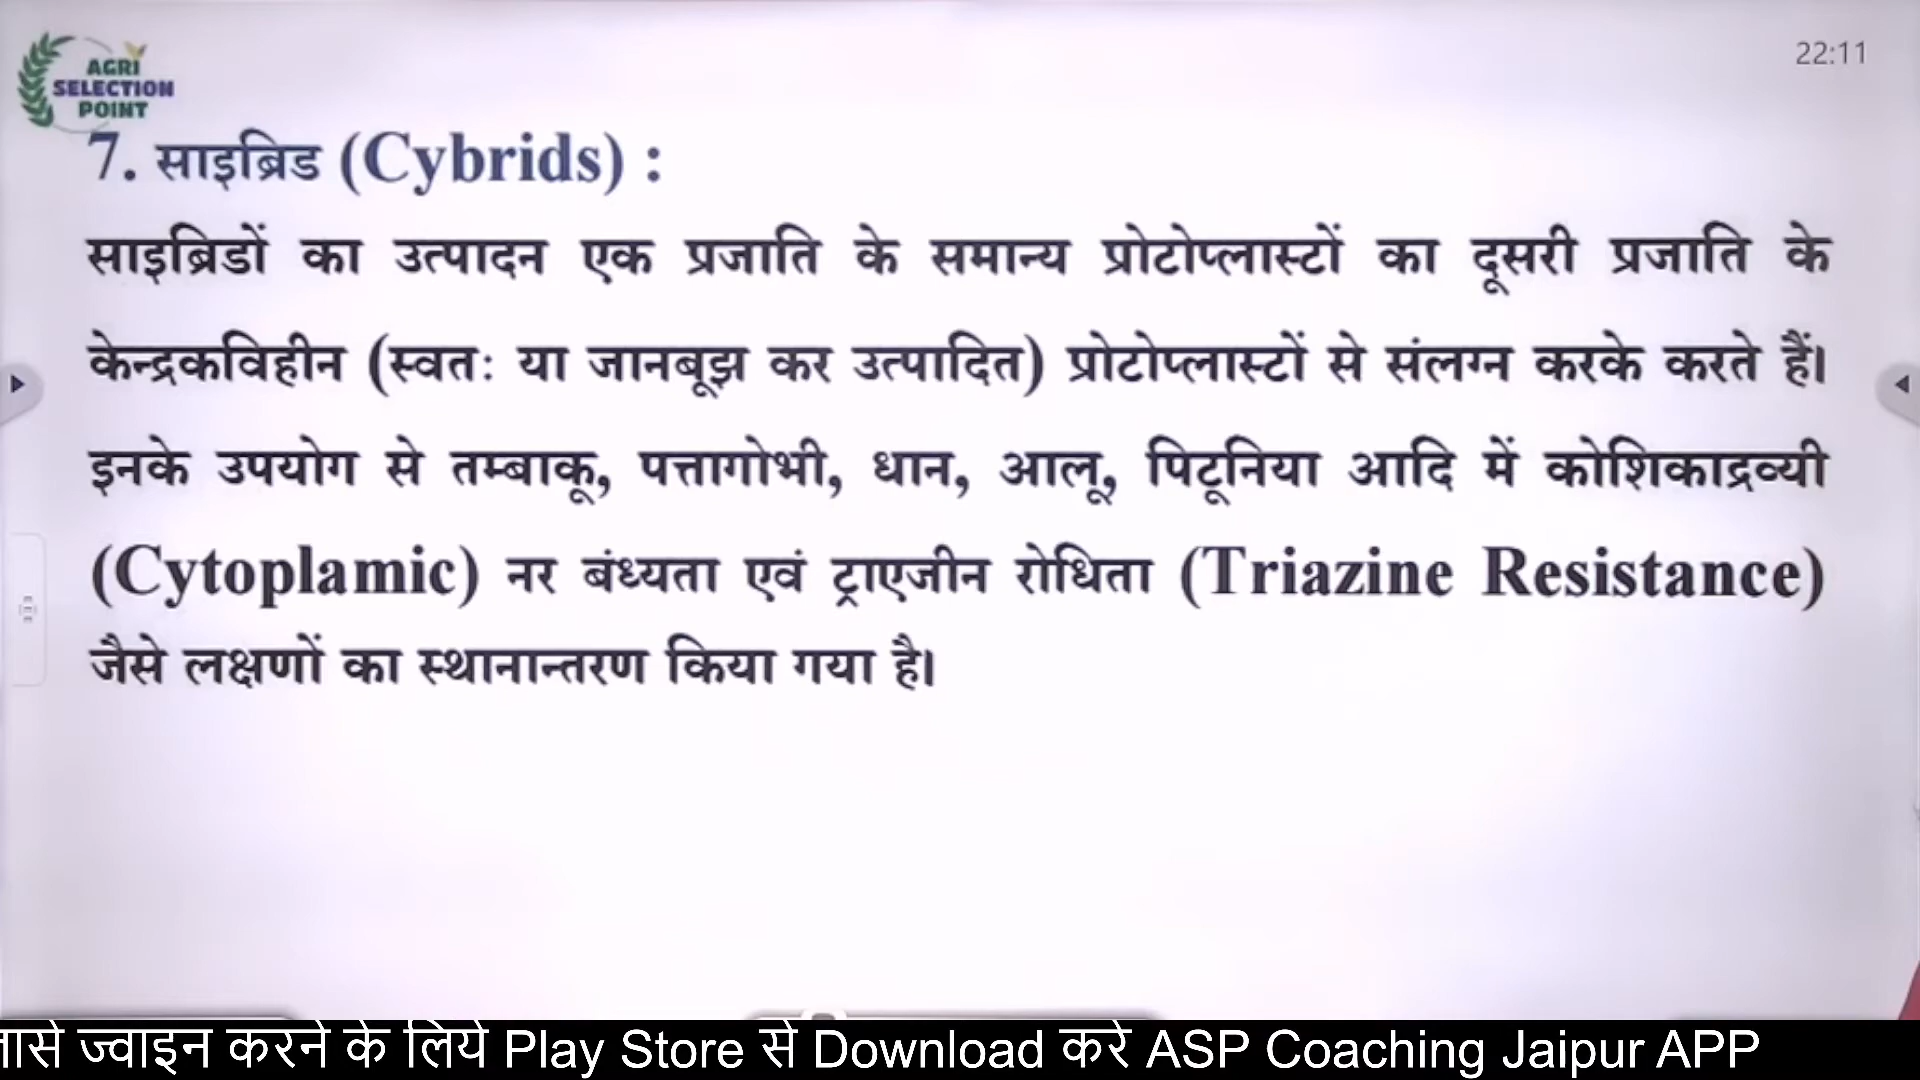 AGRI
SELECTION
POINT
22:11
7. साइब्रिड (Cybrids) :
साइब्रिडों का उत्पादन एक प्रजाति के समान्य प्रोटोप्लास्टों का दूसरी प्रजाति के
केन्द्रकविहीन (स्वतः या जानबूझ कर उत्पादित) प्रोटोप्लास्टों से संलग्न करके करते हैं।
इनके उपयोग से तम्बाकू, पत्तागोभी, धान, आलू, पिटूनिया आदि में कोशिकाद्रव्यी
(Cytoplamic) नर बंध्यता एवं ट्राएजीन रोधिता (Triazine Resistance)
जैसे लक्षणों का स्थानान्तरण किया गया है।
ज्वाइन करने के लिये Play Store से Download करे ASP Coaching Jaipur APP